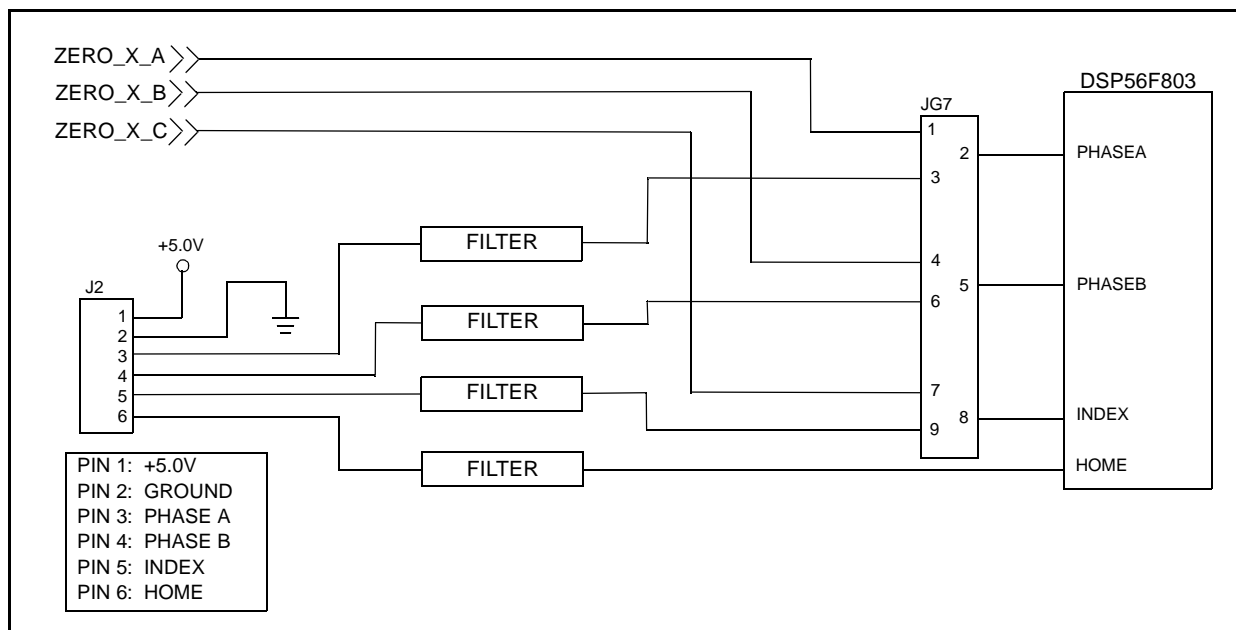 ZERO_X_A
ZERO_X_B
ZERO_X_C
DSP56F803
JG7
1
2
3
4
5
6
7
8
9
PHASEA
PHASEB
INDEX
HOME
FILTER
FILTER
FILTER
FILTER
+5.0V
J2
1
2
3
4
5
6
PIN 1: +5.0V
PIN 2: GROUND
PIN 3: PHASE A
PIN 4: PHASE B
PIN 5: INDEX
PIN 6: HOME